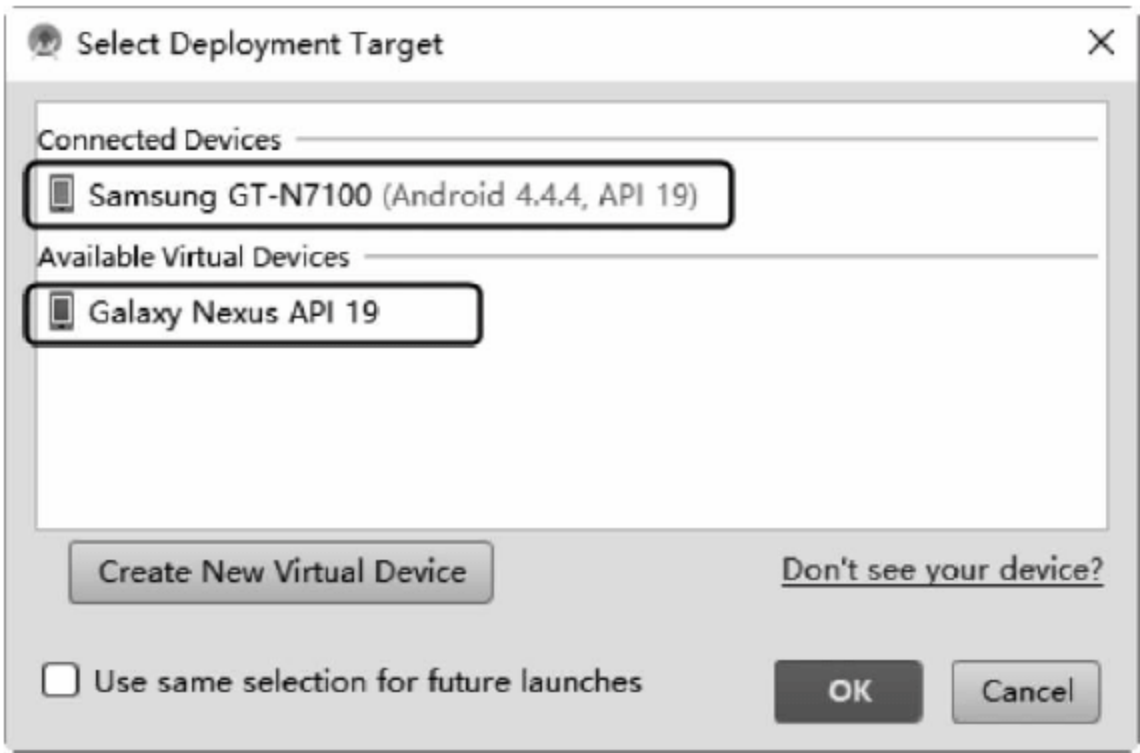 Select Deployment Target
Connected Devices
Samsung GT-N7100 (Android 4.4.4, API 19)
Available Virtual Devices
Galaxy Nexus API 19
Create New Virtual Device
Don't see your device?
Use same selection for future launches
OK
Cancel